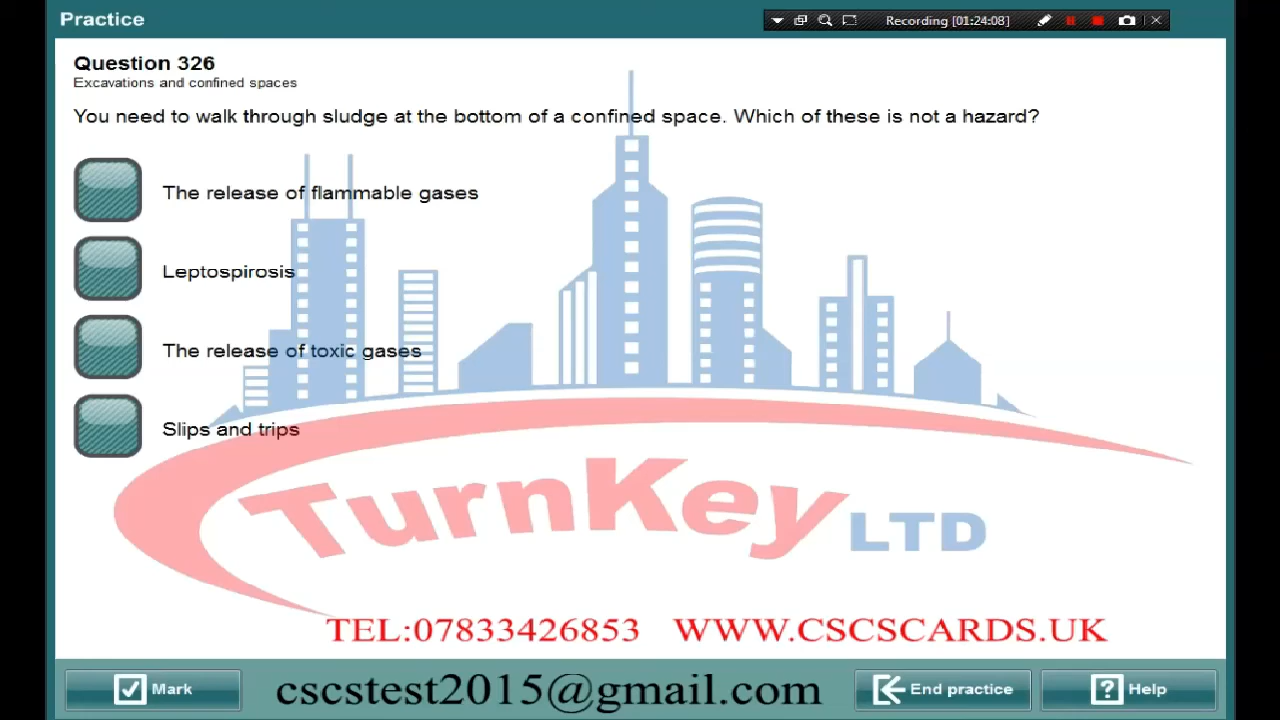 Practice
Recording [01:24:08]
Question 326
Excavations and confined spaces
You need to walk through sludge at the bottom of a confined space. Which of these is not a hazard?
The release of flammable gases
Leptospirosis
The release of toxic gases
Slips and trips
TurnKey LTD
TEL:07833426853 WWW.CSCSCARDS.UK
Mark
cscstest2015@gmail.com
End practice
Help